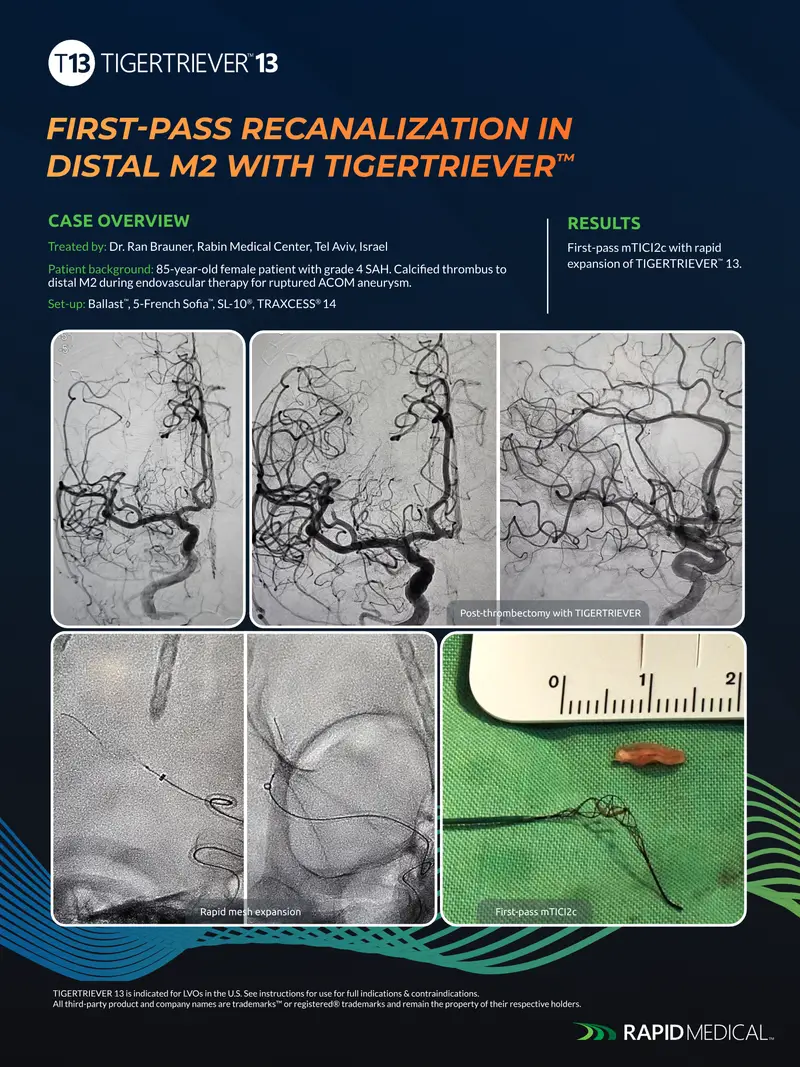 T13 TIGERTRIEVER™ 13
FIRST-PASS RECANALIZATION IN
DISTAL M2 WITH TIGERTRIEVER™
CASE OVERVIEW
Treated by: Dr. Ran Brauner, Rabin Medical Center, Tel Aviv, Israel
Patient background: 85-year-old female patient with grade 4 SAH. Calcified thrombus to
distal M2 during endovascular therapy for ruptured ACOM aneurysm.
Set-up: Ballast™, 5-French Sofia™, SL-10®, TRAXCESS® 14
RESULTS
First-pass mTICI2c with rapid
expansion of TIGERTRIEVER™ 13.
Post-thrombectomy with TIGERTRIEVER
0 1 2
Rapid mesh expansion
First-pass mTICI2c
TIGERTRIEVER 13 is indicated for LVOs in the U.S. See instructions for use for full indications & contraindications.
All third-party product and company names are trademarks™ or registered® trademarks and remain the property of their respective holders.
RAPIDMEDICAL™